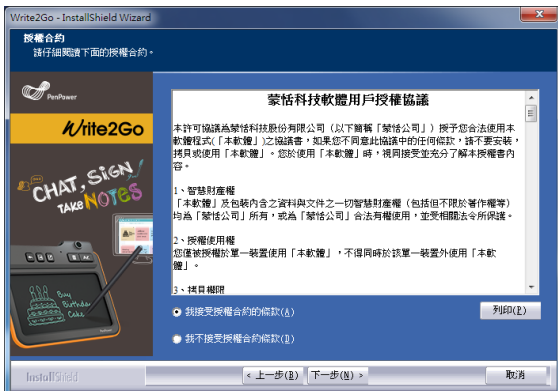 Write2Go - InstallShield Wizard
授權合約
請仔細閱讀下面的授權合約。
PenPower
Write2Go
CHAT, SIGN
TAKE NOTES
Buy
Birthday
Cake
蒙恬科技軟體用戶授權協議
本許可協議為蒙恬科技股份有限公司（以下簡稱「蒙恬公司」）授予您合法使用本
軟體程式(「本軟體」)之協議書，如果您不同意此協議中的任何條款，請不要安裝，
拷貝或使用「本軟體」。您於使用「本軟體」時，視同接受並充分了解本授權書內
容。
1、智慧財產權
「本軟體」及包裝內含之資料與文件之一切智慧財產權（包括但不限於著作權等）
均為「蒙恬公司」所有，或為「蒙恬公司」合法有權使用，並受相關法令所保護。
2、授權使用權
您僅被授權於單一裝置使用「本軟體」，不得同時於該單一裝置外使用「本軟
體」。
3、拷貝權限
我接受授權合約的條款(A)
列印(P)
我不接受授權合約條款(D)
InstallShield
< 上一步(B)
下一步(N) >
取消